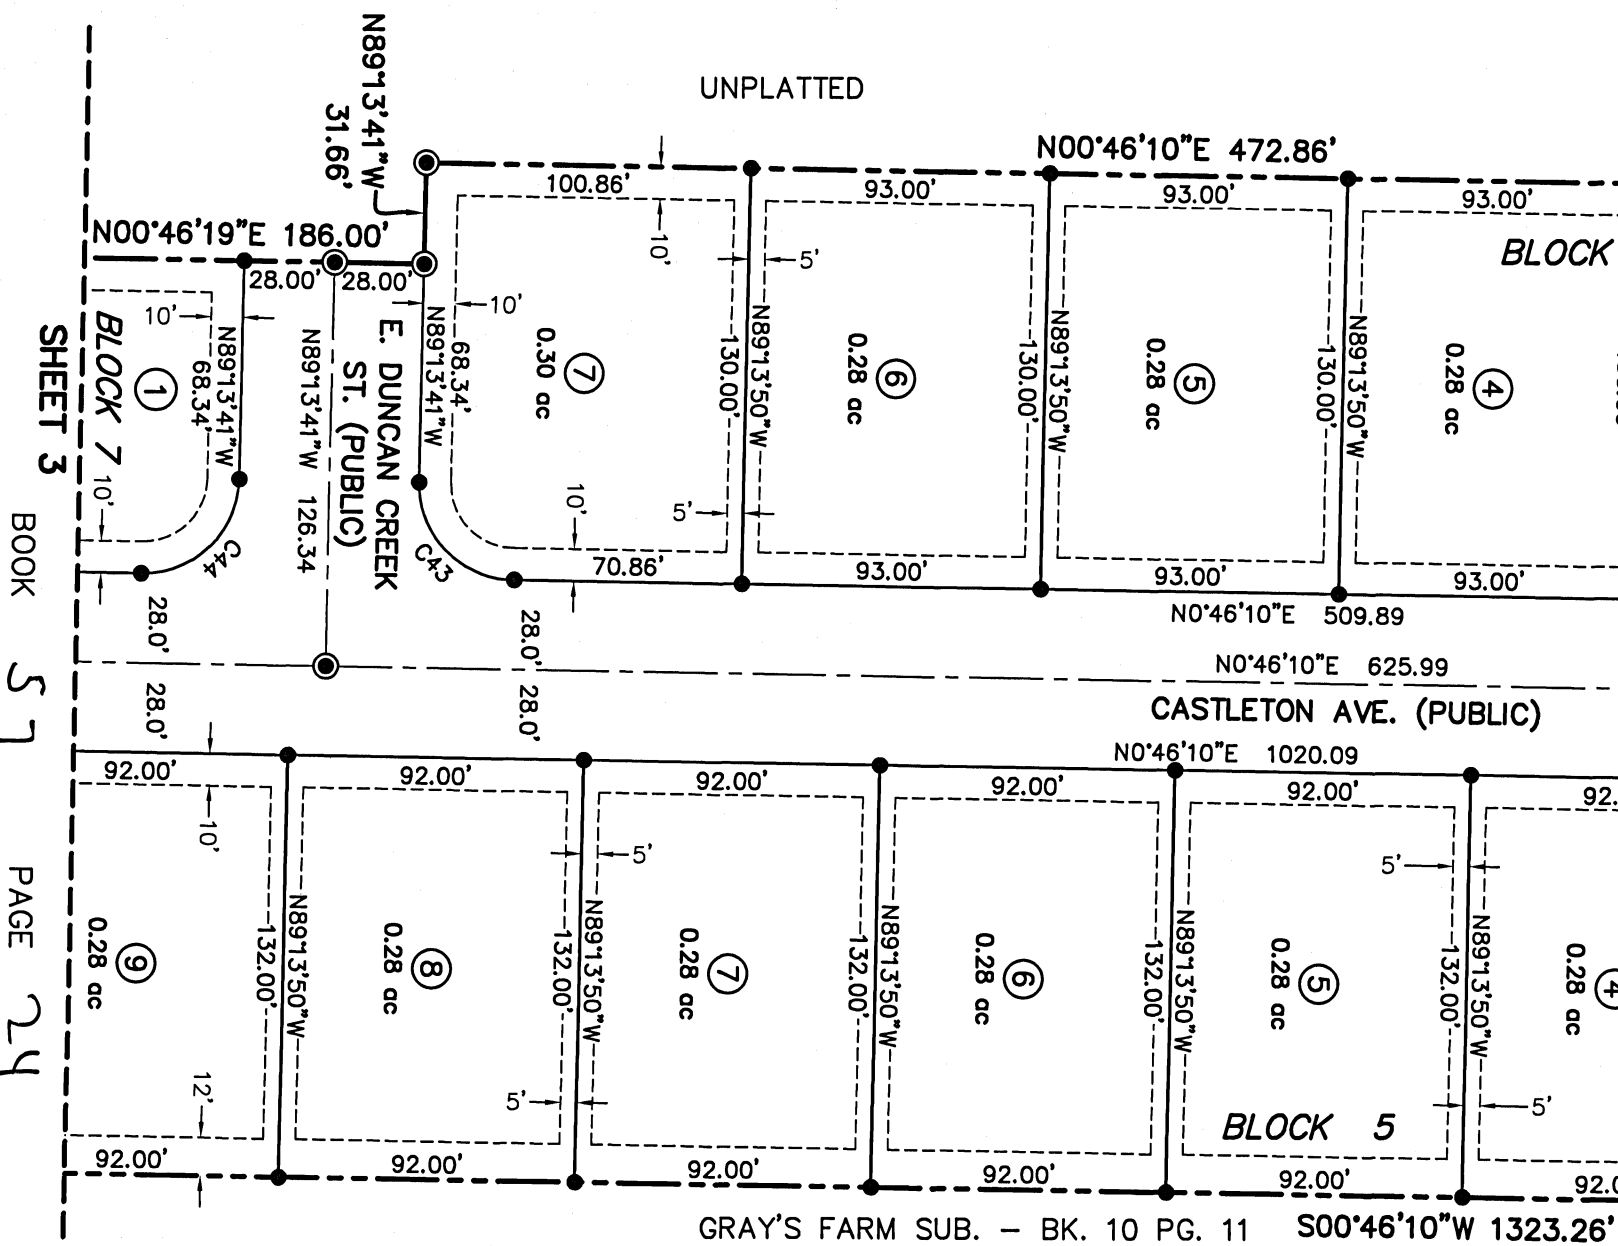 UNPLATTED
N89°13'41"W
31.66'
N00°46'10"E 472.86'
100.86'
93.00'
93.00'
93.00'
BLOCK
N00°46'19"E 186.00'
28.00'
28.00'
10'
5'
10'
10'
BLOCK 7
1
N89°13'41"W
68.34'
10'
C44
N89°13'41"W 126.34
E. DUNCAN CREEK
ST. (PUBLIC)
N89°13'41"W
68.34'
C43
7
0.30 ac
N89°13'50"W
130.00'
6
0.28 ac
N89°13'50"W
130.00'
5
0.28 ac
N89°13'50"W
130.00'
4
0.28 ac
10'
5'
70.86'
93.00'
93.00'
93.00'
N0°46'10"E 509.89
28.0'
28.0'
N0°46'10"E 625.99
CASTLETON AVE. (PUBLIC)
28.0'
28.0'
N0°46'10"E 1020.09
92.00'
92.00'
92.00'
92.00'
92.00'
92.
10'
5'
5'
9
0.28 ac
N89°13'50"W
132.00'
8
0.28 ac
N89°13'50"W
132.00'
7
0.28 ac
N89°13'50"W
132.00'
6
0.28 ac
N89°13'50"W
132.00'
5
0.28 ac
N89°13'50"W
132.00'
4
0.28 ac
12'
5'
5'
BLOCK 5
92.00'
92.00'
92.00'
92.00'
92.00'
92.0
GRAY'S FARM SUB. – BK. 10 PG. 11
S00°46'10"W 1323.26'
SHEET 3
BOOK 57 PAGE 24